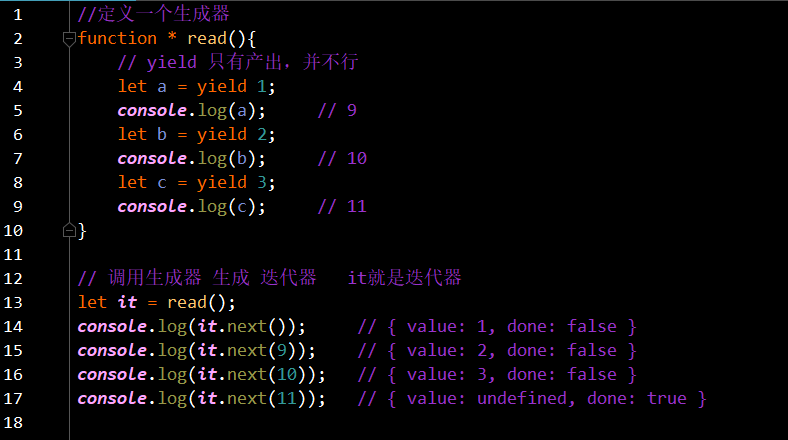 1 //定义一个生成器
2 function * read(){
3 // yield 只有产出，并不行
4 let a = yield 1;
5 console.log(a); // 9
6 let b = yield 2;
7 console.log(b); // 10
8 let c = yield 3;
9 console.log(c); // 11
10 }
11
12 // 调用生成器 生成 迭代器 it就是迭代器
13 let it = read();
14 console.log(it.next()); // { value: 1, done: false }
15 console.log(it.next(9)); // { value: 2, done: false }
16 console.log(it.next(10)); // { value: 3, done: false }
17 console.log(it.next(11)); // { value: undefined, done: true }
18